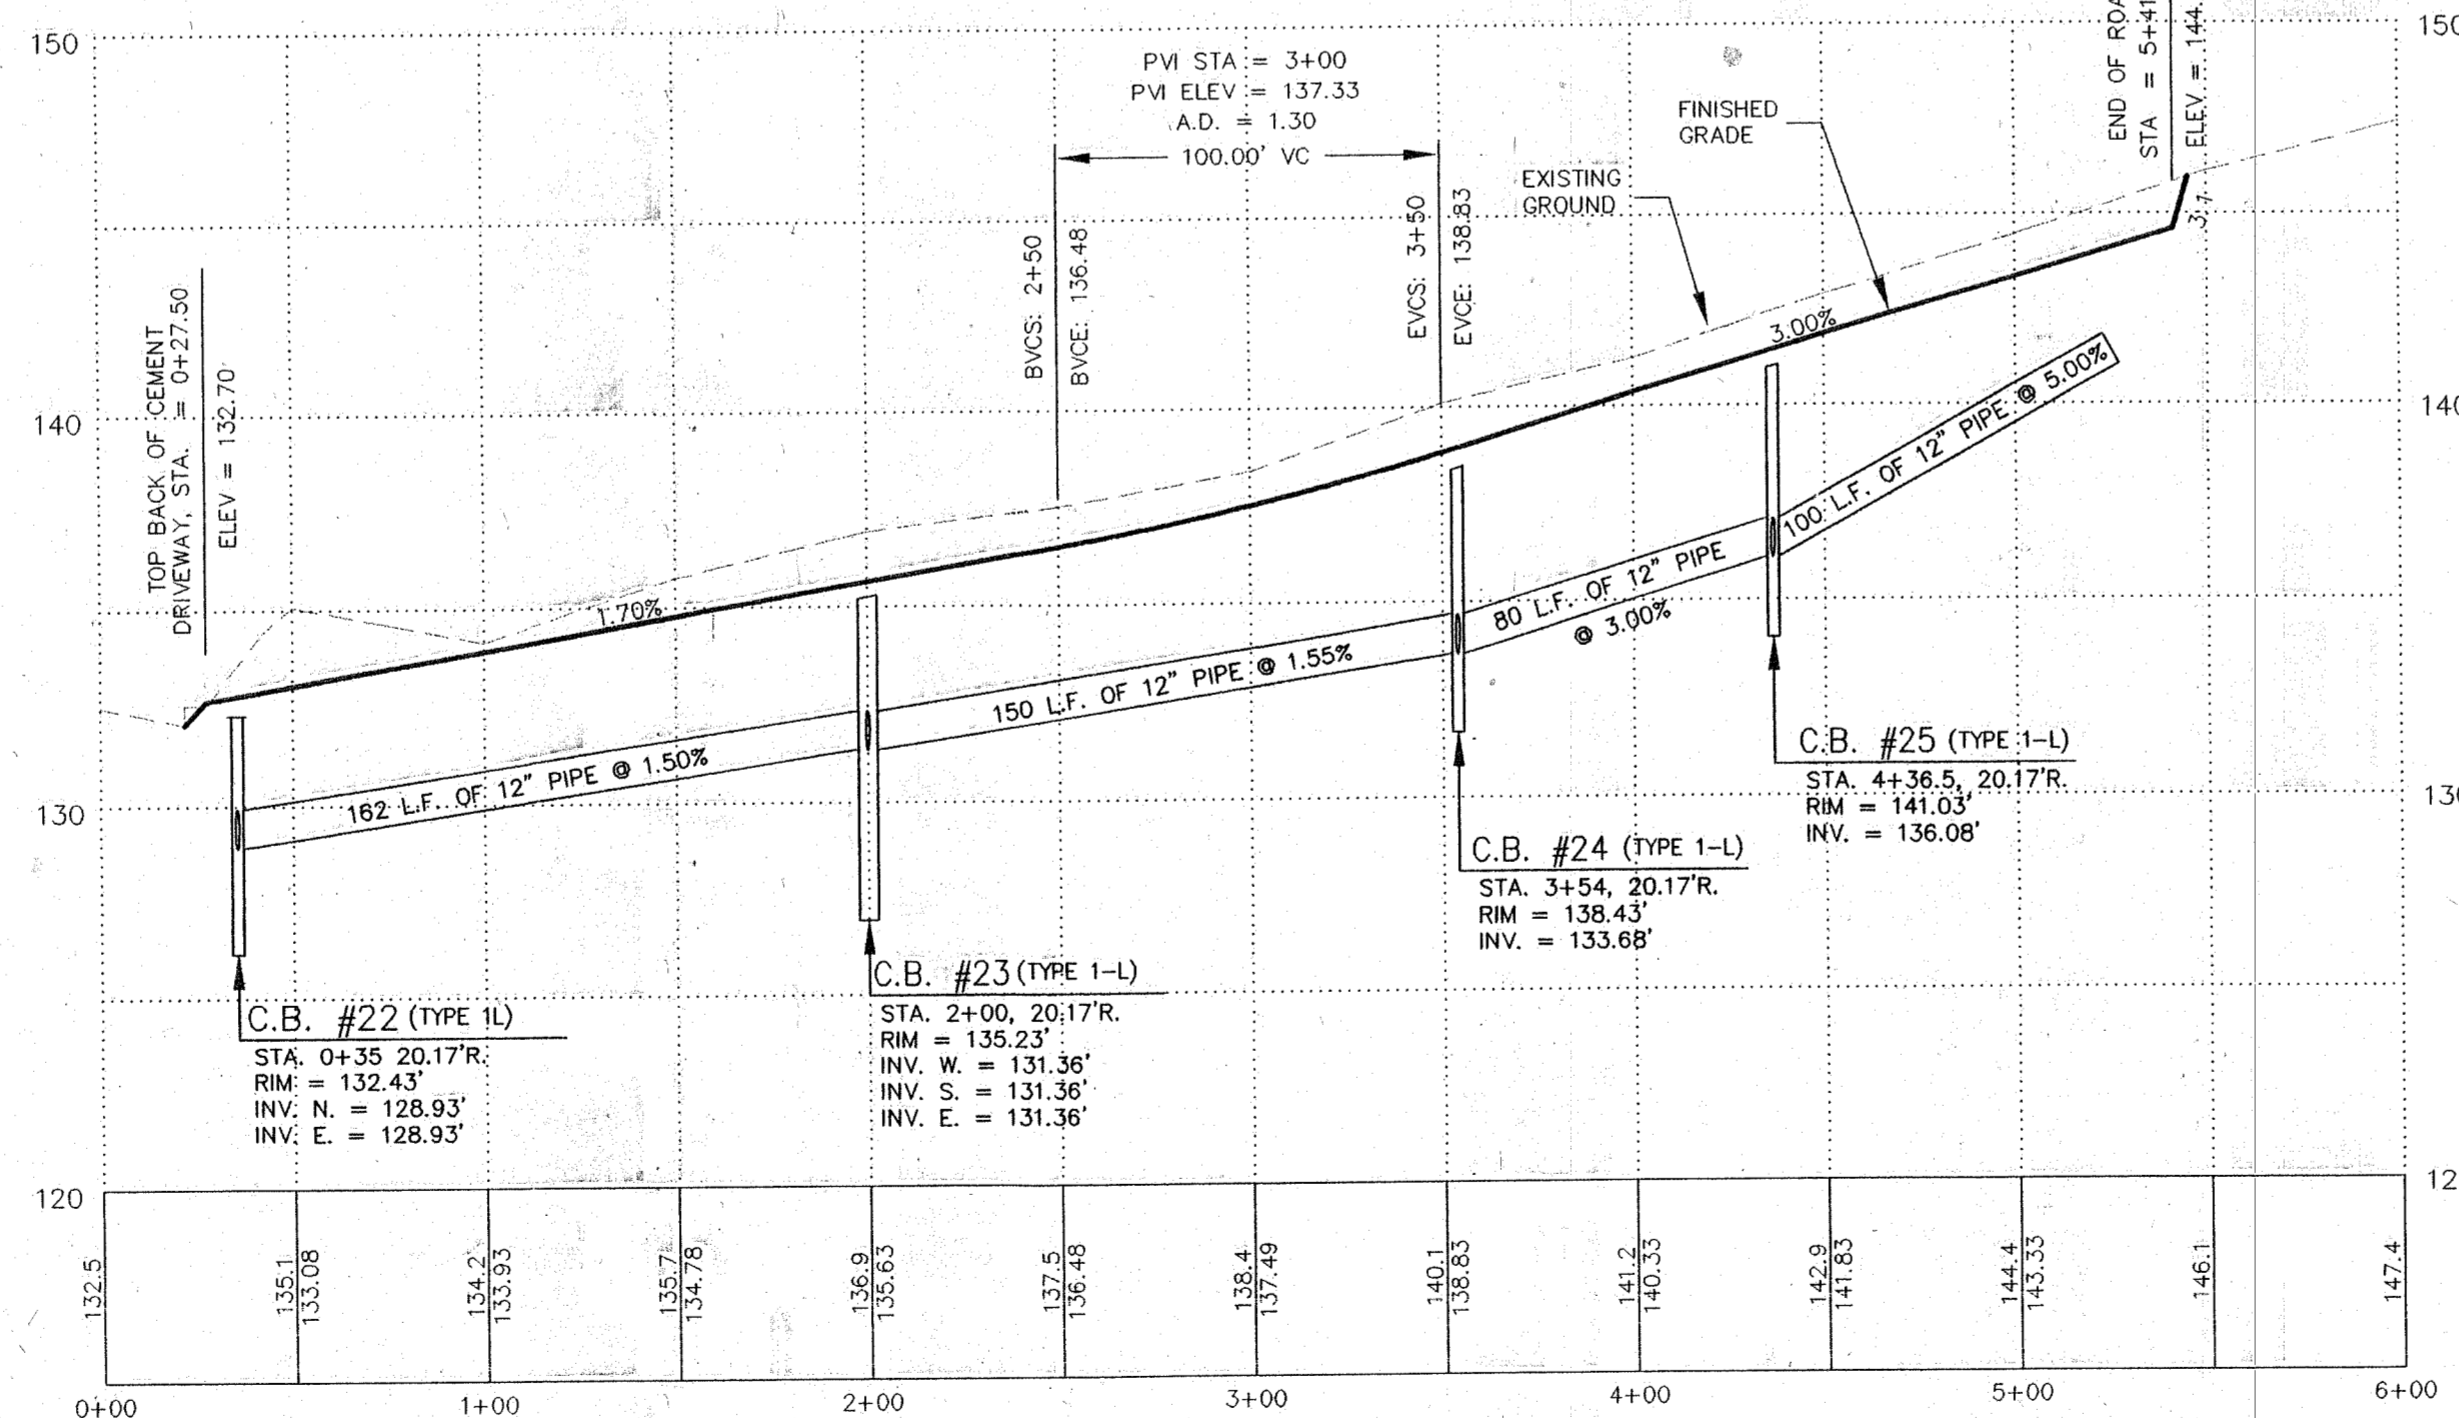 150
140
130
120
TOP BACK OF CEMENT
DRIVEWAY, STA. = 0+27.50
ELEV = 132.70'
PVI STA = 3+00
PVI ELEV = 137.33
A.D. = 1.30
100.00' VC
BVCS: 2+50
BVCE: 136.48
EVCS: 3+50
EVCE: 138.83
EXISTING
GROUND
FINISHED
GRADE
END OF
STA = 5+41
ELEV = 144.
3:1
150
1.70%
3.00%
162 L.F. OF 12" PIPE @ 1.50%
150 L.F. OF 12" PIPE @ 1.55%
80 L.F. OF 12" PIPE
@ 3.00%
100 L.F. OF 12" PIPE @ 5.00%
C.B. #22 (TYPE 1L)
STA. 0+35 20.17'R.
RIM = 132.43'
INV. N. = 128.93'
INV. E. = 128.93'
C.B. #23 (TYPE 1-L)
STA. 2+00, 20.17'R.
RIM = 135.23'
INV. W. = 131.36'
INV. S. = 131.36'
INV. E. = 131.36'
C.B. #24 (TYPE 1-L)
STA. 3+54, 20.17'R.
RIM = 138.43'
INV. = 133.68'
C.B. #25 (TYPE 1-L)
STA. 4+36.5, 20.17'R.
RIM = 141.03'
INV. = 136.08'
132.5
135.1
133.08
134.2
133.93
135.7
134.78
136.9
135.63
137.5
136.48
138.4
137.49
140.1
138.83
141.2
140.33
142.9
141.83
144.4
143.33
146.1
147.4
0+00
1+00
2+00
3+00
4+00
5+00
6+00